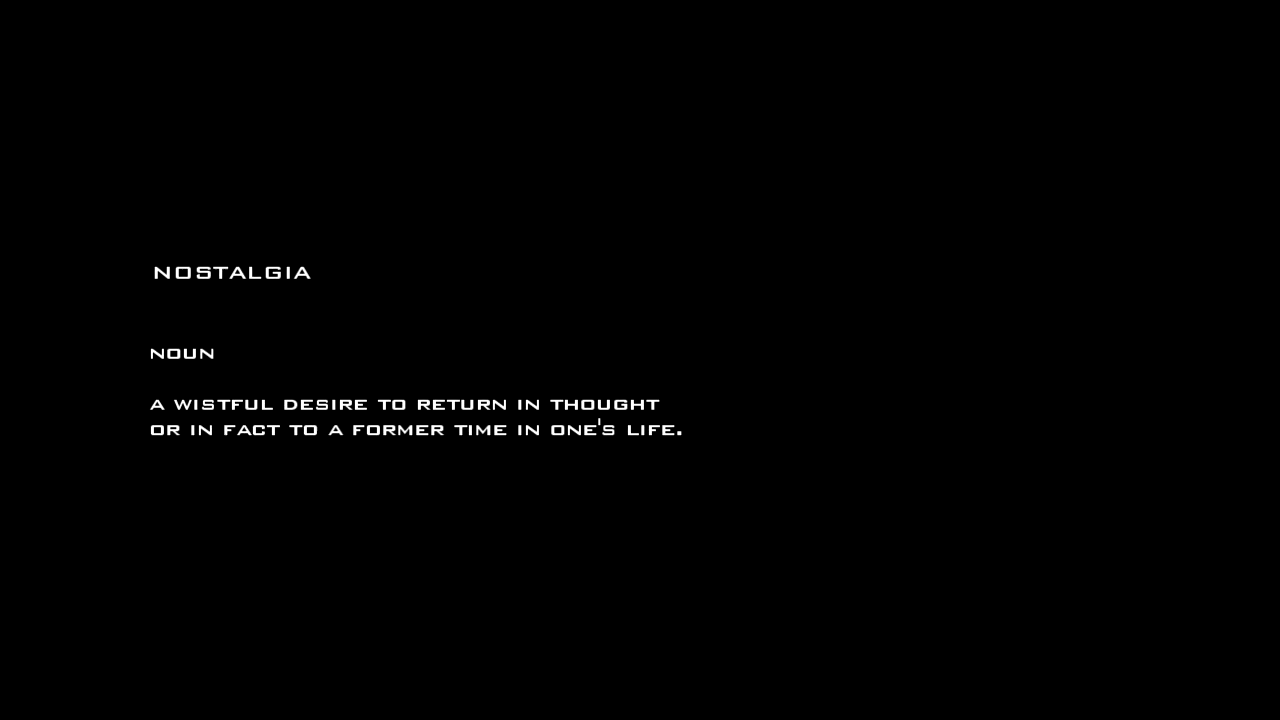 NOSTALGIA
NOUN
A WISTFUL DESIRE TO RETURN IN THOUGHT
OR IN FACT TO A FORMER TIME IN ONE'S LIFE.